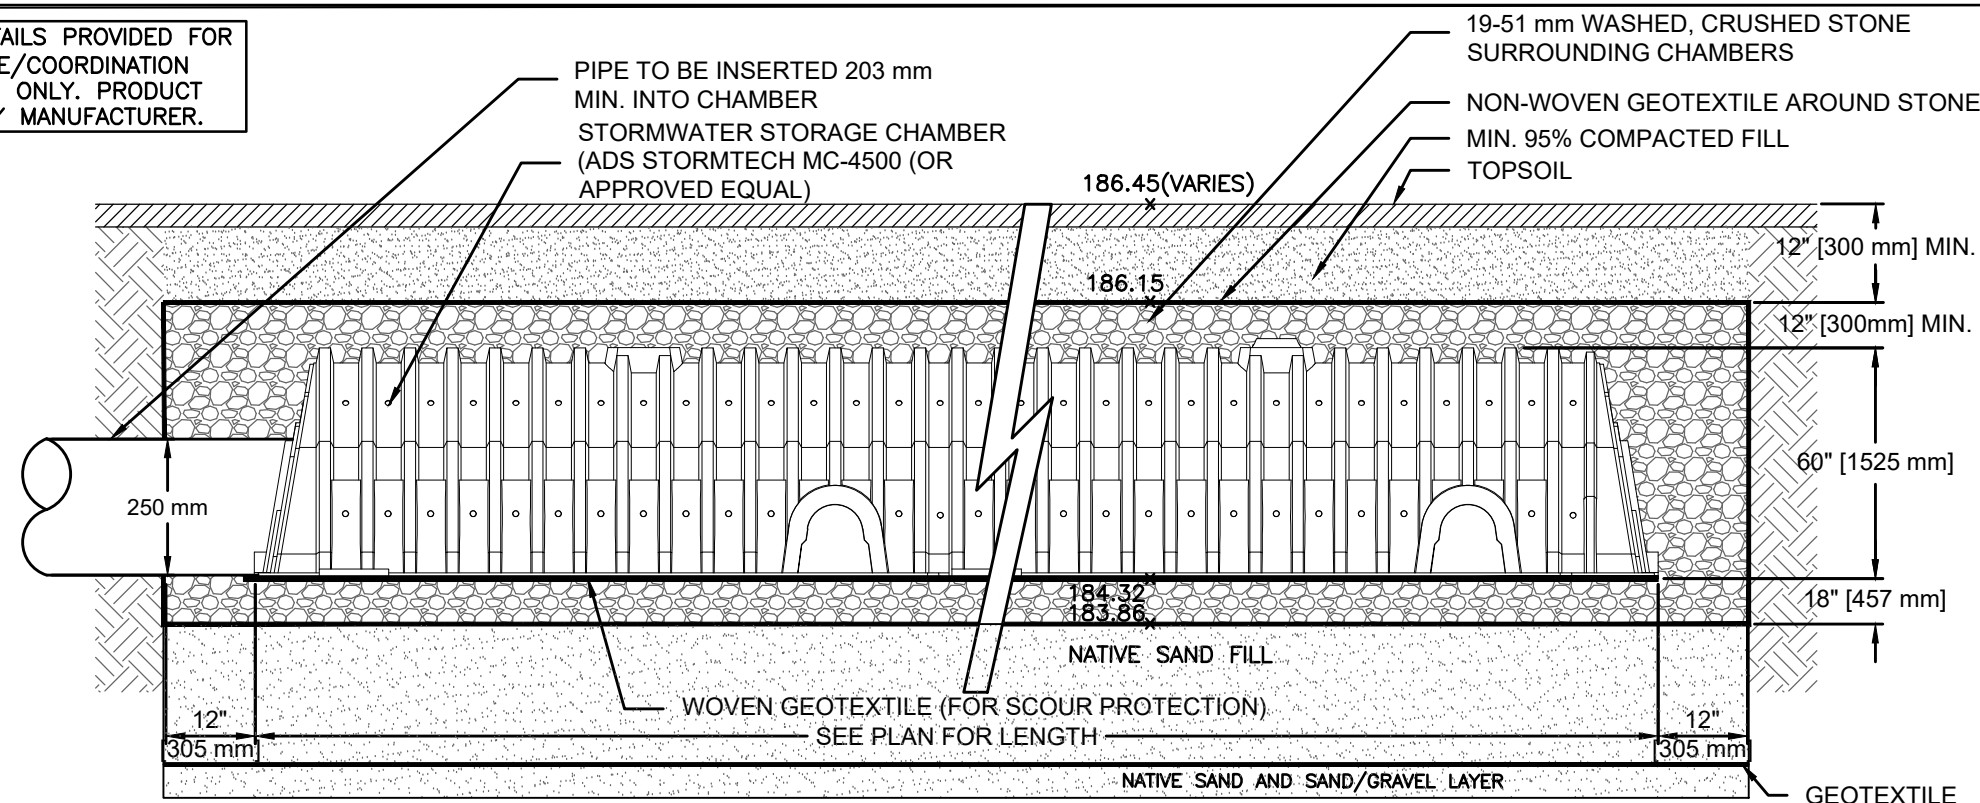 AILS PROVIDED FOR
E/COORDINATION
ONLY. PRODUCT
MANUFACTURER.
PIPE TO BE INSERTED 203 mm
MIN. INTO CHAMBER
STORMWATER STORAGE CHAMBER
(ADS STORMTECH MC-4500 (OR
APPROVED EQUAL)
19-51 mm WASHED, CRUSHED STONE
SURROUNDING CHAMBERS
NON-WOVEN GEOTEXTILE AROUND STONE
MIN. 95% COMPACTED FILL
TOPSOIL
186.45(VARIES)
12" [300 mm] MIN.
186.15
12" [300mm] MIN.
60" [1525 mm]
250 mm
184.32
183.86
18" [457 mm]
NATIVE SAND FILL
WOVEN GEOTEXTILE (FOR SCOUR PROTECTION)
SEE PLAN FOR LENGTH
12"
[305 mm]
12"
[305 mm]
NATIVE SAND AND SAND/GRAVEL LAYER
GEOTEXTILE